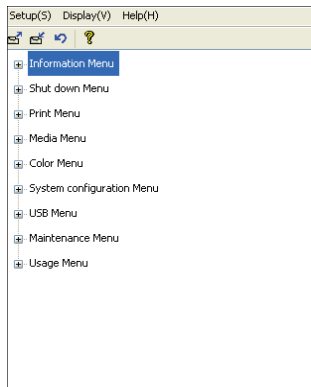 Setup(S) Display(V) Help(H)
Information Menu
Shut down Menu
Print Menu
Media Menu
Color Menu
System configuration Menu
USB Menu
Maintenance Menu
Usage Menu